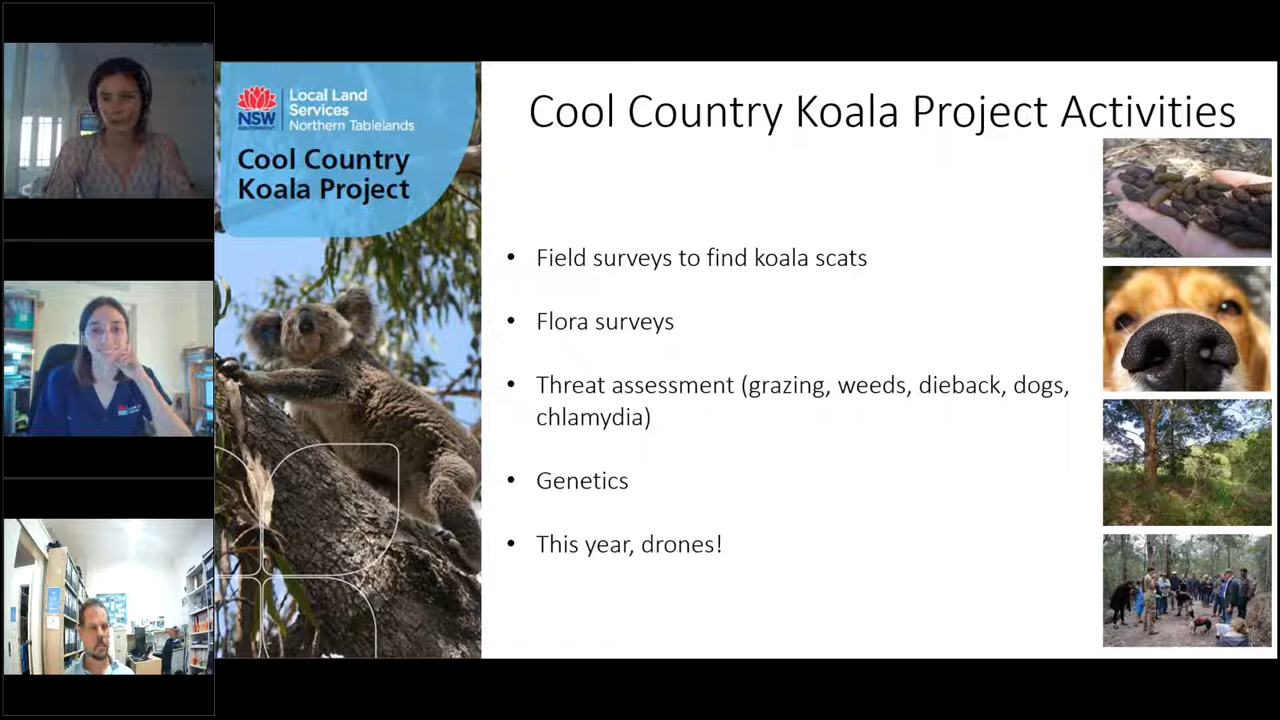 Local Land
Services
Northern Tablelands
NSW
GOVERNMENT
Cool Country
Koala Project
Cool Country Koala Project Activities
• Field surveys to find koala scats
• Flora surveys
• Threat assessment (grazing, weeds, dieback, dogs,
chlamydia)
• Genetics
• This year, drones!